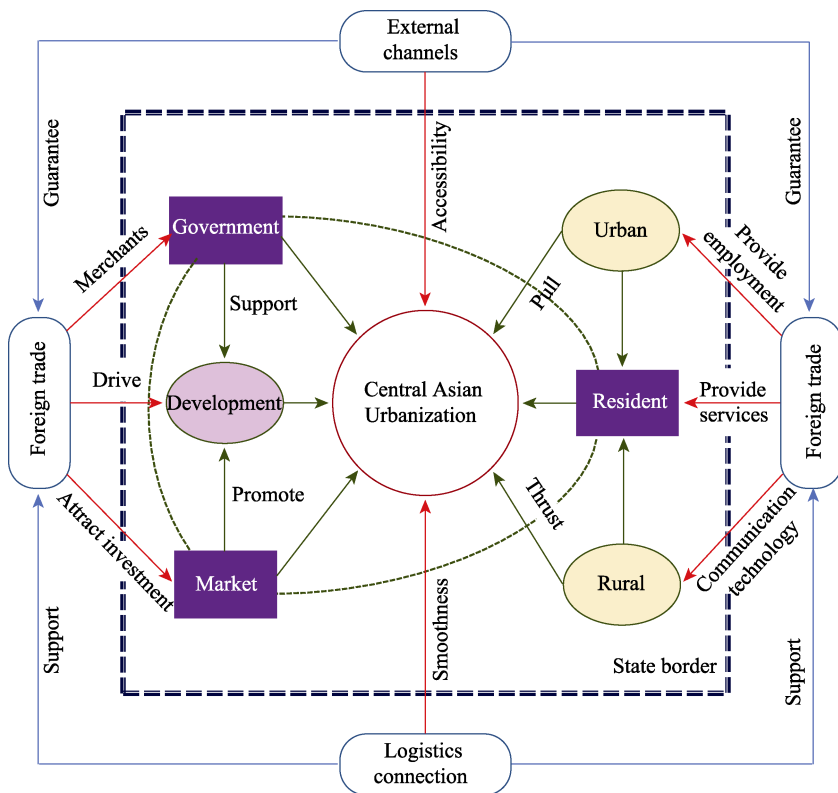 External
channels
Guarantee
Accessibility
Guarantee
Government
Urban
Merchants
Provide
employment
Support
Pull
Foreign trade
Drive
Development
Central Asian
Urbanization
Resident
Provide
services
Foreign trade
Promote
Thrust
Attract investment
Communication
technology
Market
Rural
Support
Smoothness
State border
Support
Logistics
connection